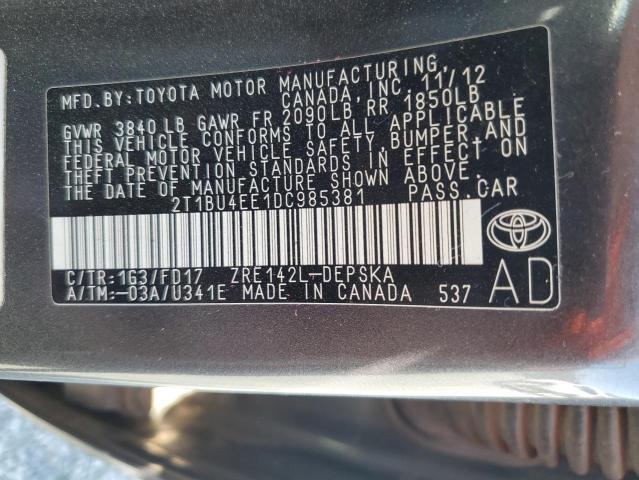 MFD.BY:TOYOTA MOTOR MANUFACTURING,
CANADA, INC. 11/12
GVWR 3840 LB GAWR FR 2090LB RR 1850LB
THIS VEHICLE CONFORMS TO ALL APPLICABLE
FEDERAL MOTOR VEHICLE SAFETY, BUMPER, AND
THEFT PREVENTION STANDARDS IN EFFECT ON
THE DATE OF MANUFACTURE SHOWN ABOVE.
2T1BU4EE1DC985381 PASS.CAR
C/TR:1G3/FD17 ZRE142L-DEPSKA
A/TM:-03A/U341E MADE IN CANADA 537
AD